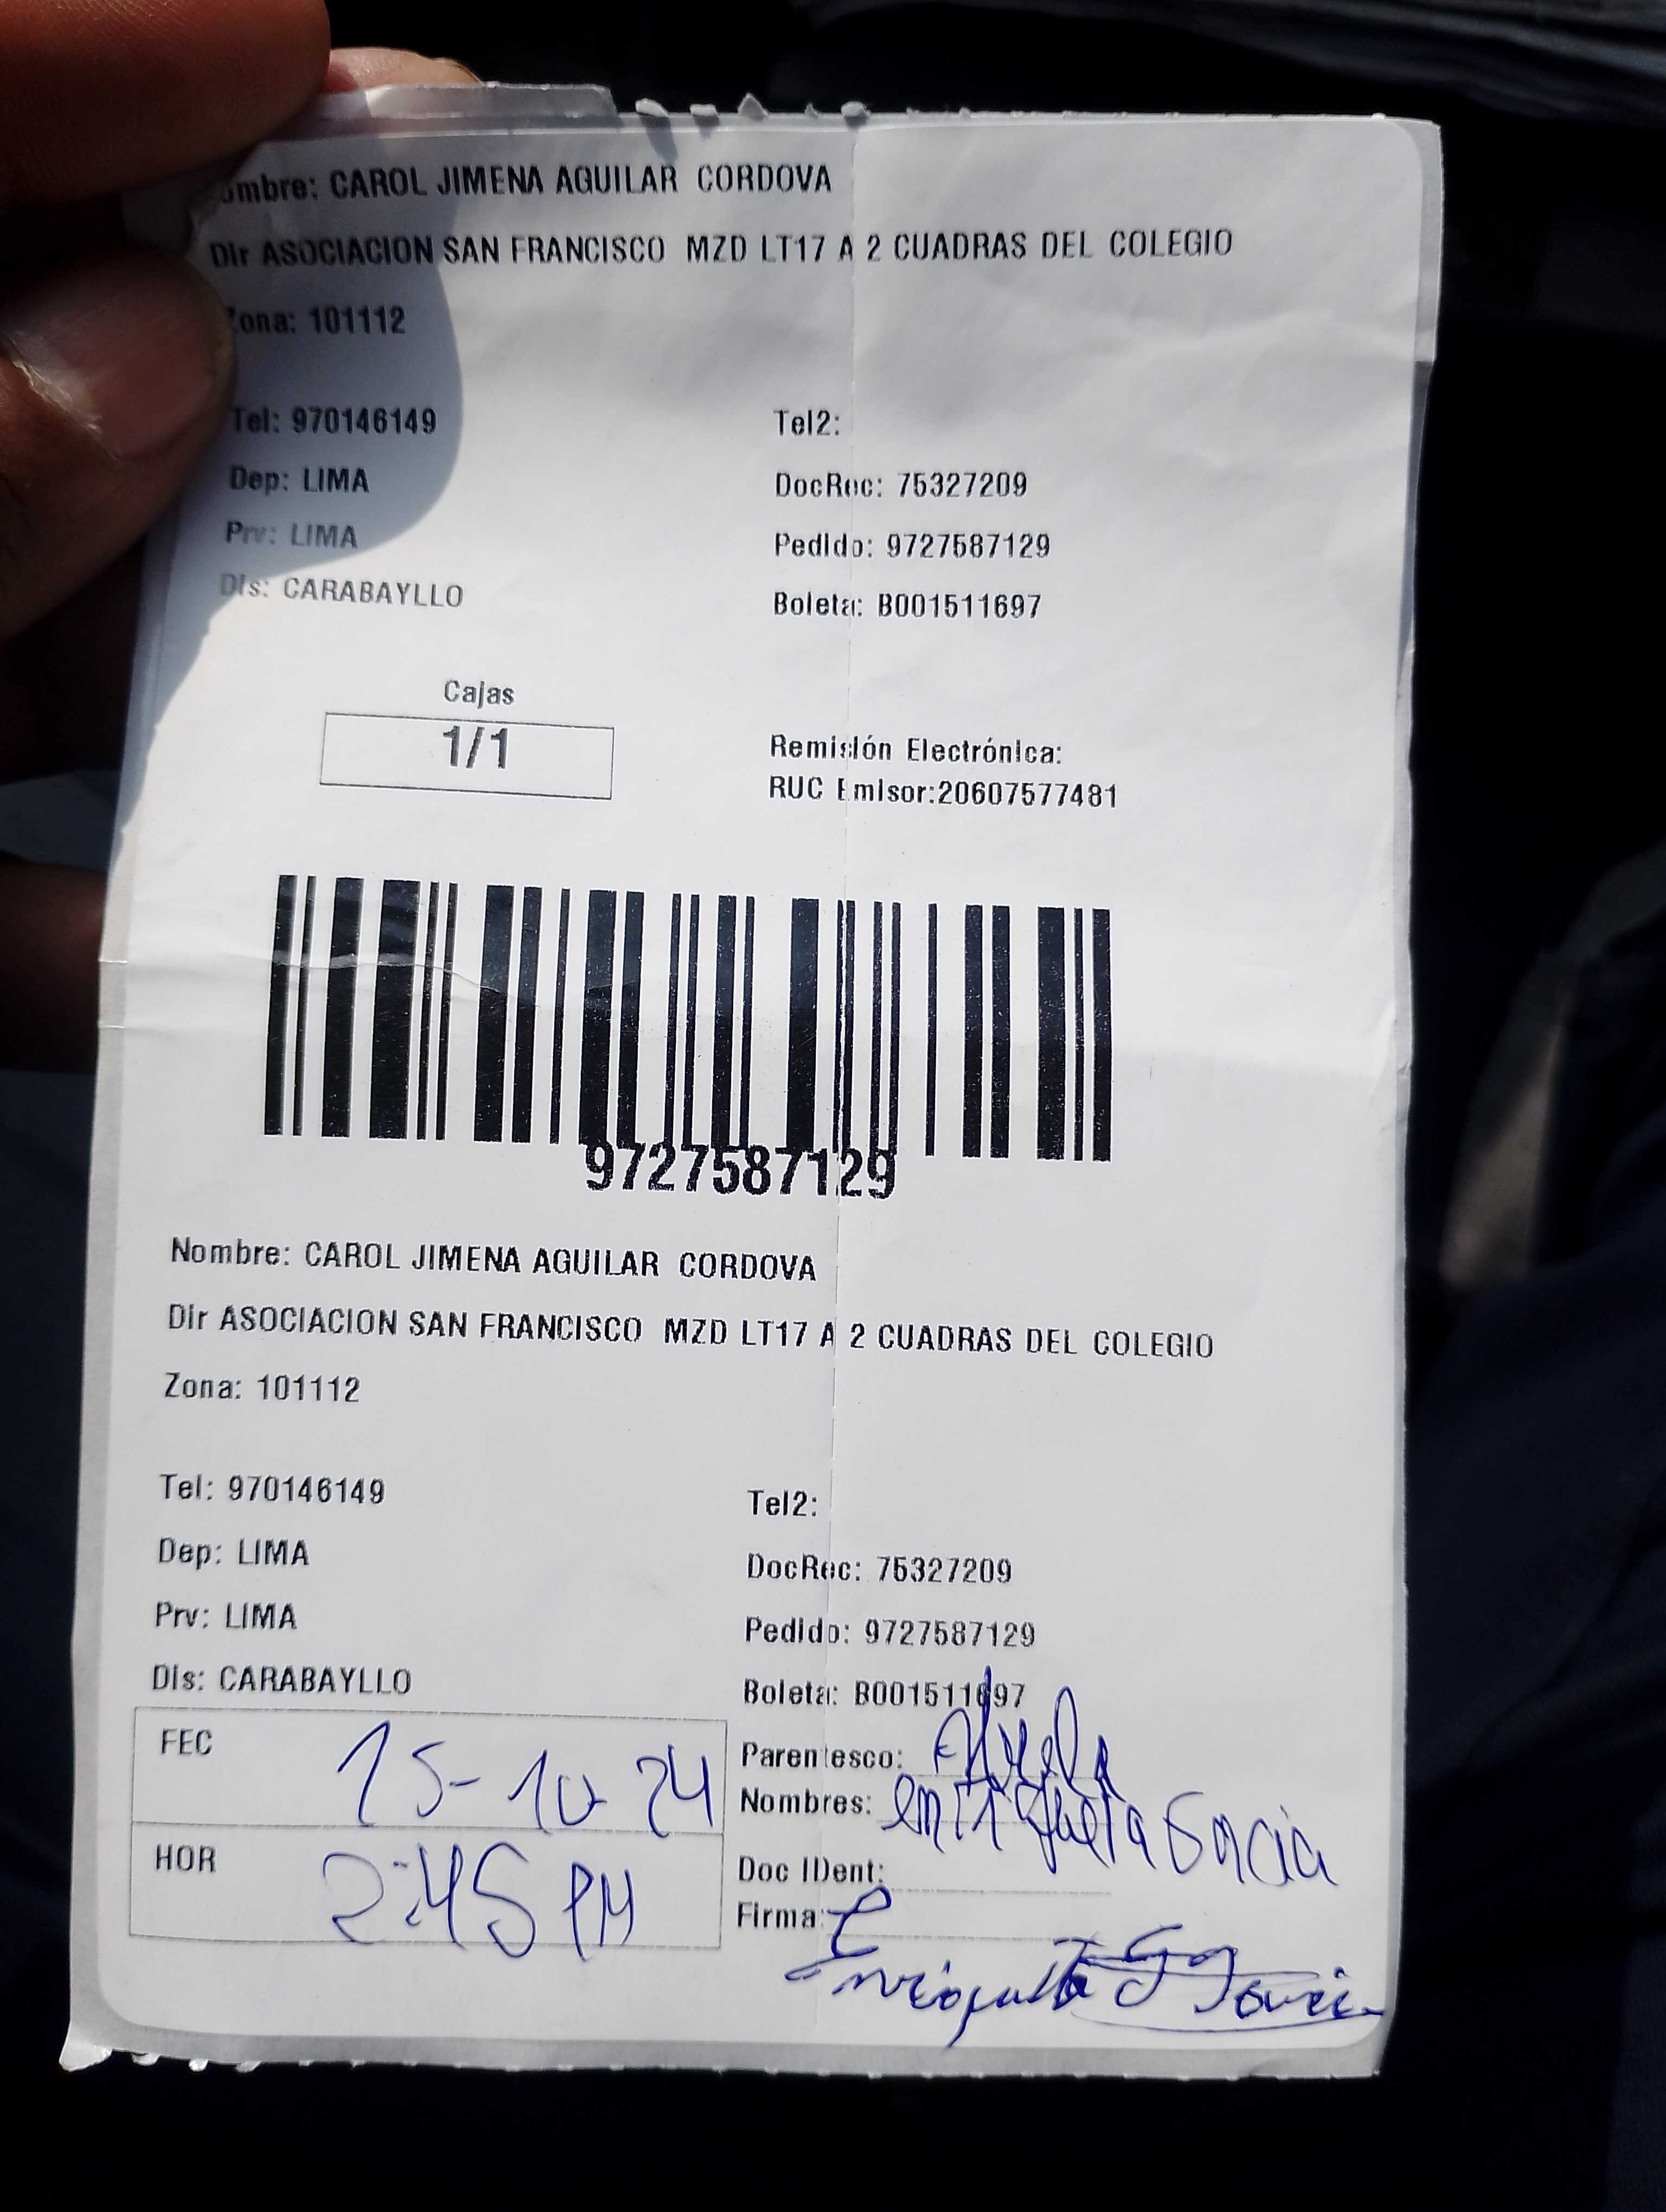 ombre: CAROL JIMENA AGUILAR CORDOVA
Dir ASOCIACION SAN FRANCISCO MZD LT17 A 2 CUADRAS DEL COLEGIO
Zona: 101112
Tel: 970146149 Tel2:
Dep: LIMA DocRec: 75327209
Prv: LIMA Pedido: 9727587129
Dis: CARABAYLLO Boleta: B001511697
Cajas
1/1
Remisión Electrónica:
RUC Emisor:20607577481
9727587129
Nombre: CAROL JIMENA AGUILAR CORDOVA
Dir ASOCIACION SAN FRANCISCO MZD LT17 A 2 CUADRAS DEL COLEGIO
Zona: 101112
Tel: 970146149 Tel2:
Dep: LIMA DocRec: 75327209
Prv: LIMA Pedido: 9727587129
Dis: CARABAYLLO Boleta: B001511697
FEC 15-10-24
Parentesco:
Nombres:
HOR 2:45 PM
Doc IDent:
Firma: